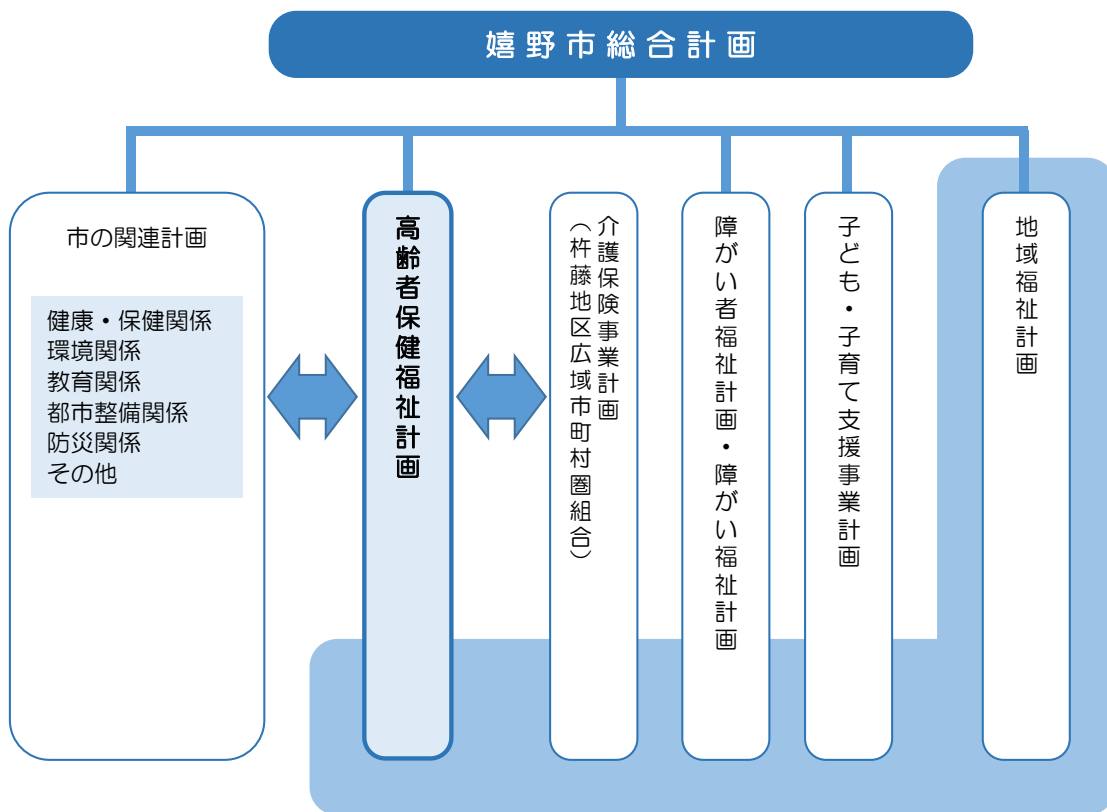 嬉野市総合計画
市の関連計画
健康・保健関係
環境関係
教育関係
都市整備関係
防災関係
その他
高齢者保健福祉計画
介護保険事業計画
（杵藤地区広域市町村圏組合）
障がい者福祉計画・障がい福祉計画
子ども・子育て支援事業計画
地域福祉計画